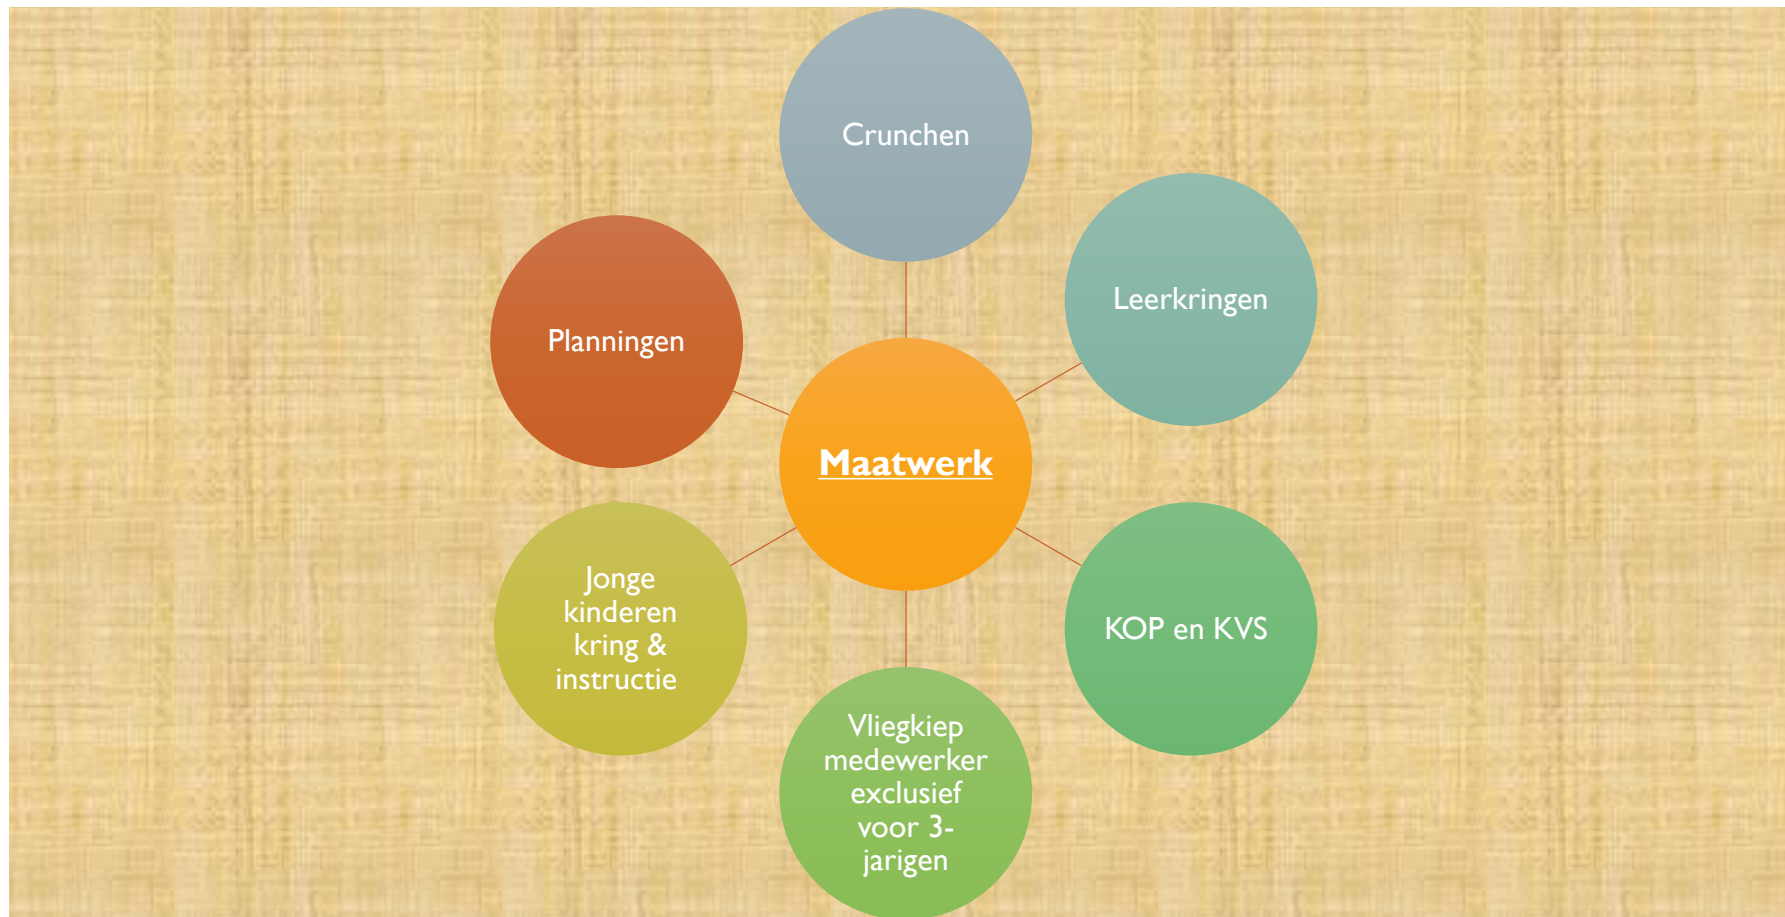 Crunchen
Leerkringen
Planningen
Maatwerk
Jonge
kinderen
kring &
instructie
KOP en KVS
Vliegkiep
medewerker
exclusief
voor 3-
jarigen